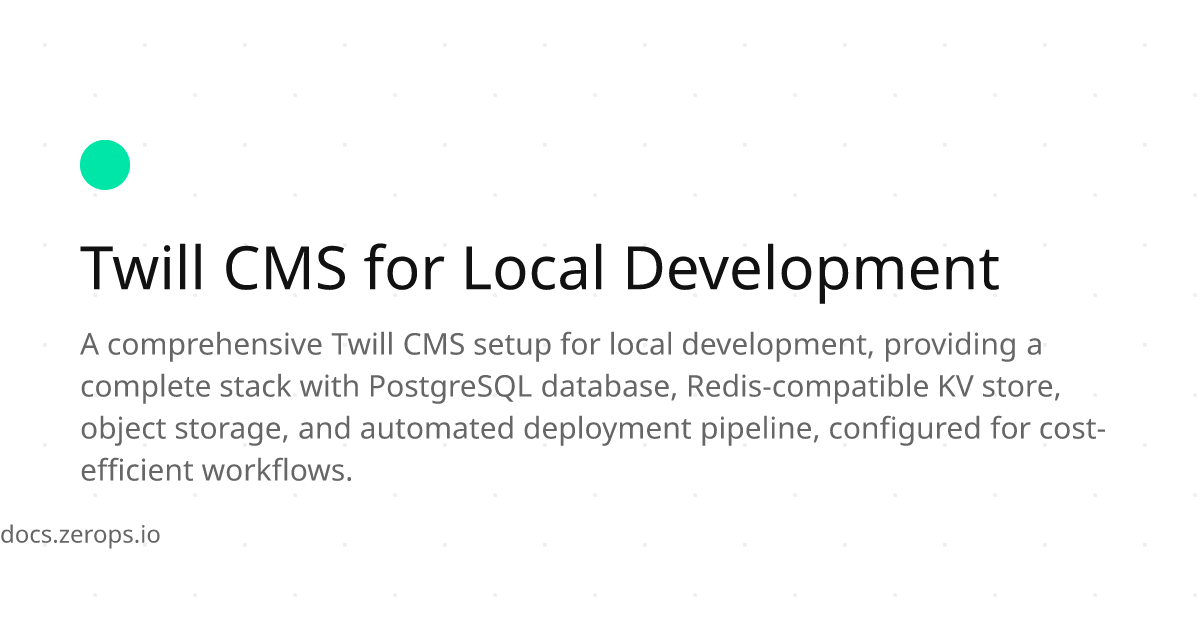 Twill CMS for Local Development
A comprehensive Twill CMS setup for local development, providing a
complete stack with PostgreSQL database, Redis-compatible KV store,
object storage, and automated deployment pipeline, configured for cost-
efficient workflows.
docs.zerops.io